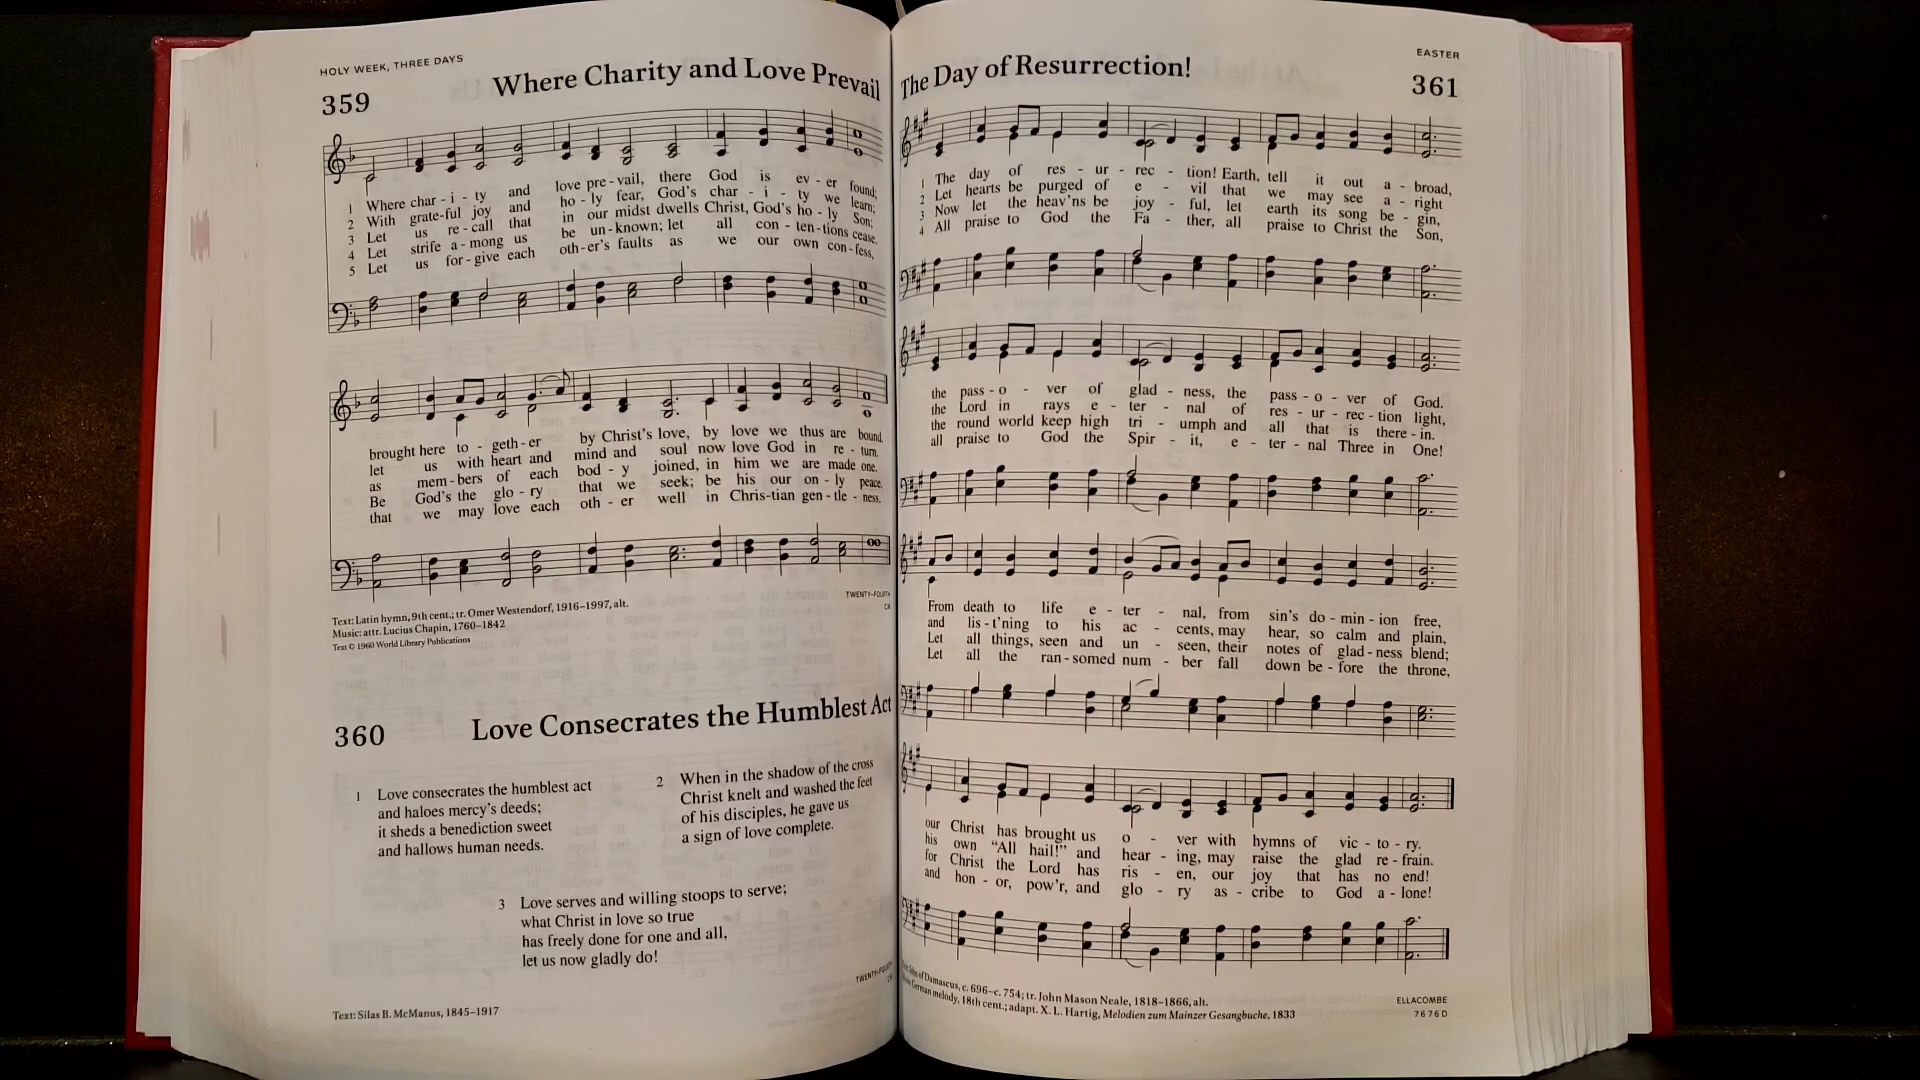 HOLY WEEK, THREE DAYS
359
Where Charity and Love Prevail
1 Where char - i - ty and love pre - vail, there God is ev - er found;
2 With grate-ful joy and ho - ly fear, God's char - i - ty we learn;
3 Let us re - call that in our midst dwells Christ, God's ho - ly Son;
4 Let strife a - mong us be un-known; let all con - ten-tions cease.
5 Let us for - give each oth-er's faults as we our own con-fess,
brought here to - geth-er by Christ's love, by love we thus are bound.
let us with heart and mind and soul now love God in re - turn.
as mem-bers of each bod - y joined, in him we are made one.
Be God's the glo - ry that we seek; be his our on - ly peace.
that we may love each oth - er well in Chris-tian gen-tle - ness.
Text: Latin hymn, 9th cent.; tr. Omer Westendorf, 1916–1997, alt.
Music: attr. Lucius Chapin, 1760–1842
Text © 1960 World Library Publications
TWENTY-FOURTH
360
Love Consecrates the Humblest Act
1 Love consecrates the humblest act
and haloes mercy's deeds;
it sheds a benediction sweet
and hallows human needs.
2 When in the shadow of the cross
Christ knelt and washed the feet
of his disciples, he gave us
a sign of love complete.
3 Love serves and willing stoops to serve;
what Christ in love so true
has freely done for one and all,
let us now gladly do!
Text: Silas B. McManus, 1845–1917
EASTER
The Day of Resurrection!
361
1 The day of res - ur - rec - tion! Earth, tell it out a - broad,
2 Let hearts be purged of e - vil that we may see a - right
3 Now let the heav'ns be joy - ful, let earth its song be - gin,
4 All praise to God the Fa - ther, all praise to Christ the Son,
the pass - o - ver of glad - ness, the pass - o - ver of God.
the Lord in rays e - ter - nal of res - ur - rec - tion light,
the round world keep high tri - umph and all that is there - in.
all praise to God the Spir - it, e - ter - nal Three in One!
From death to life e - ter - nal, from sin's do - min - ion free,
and lis - t'ning to his ac - cents, may hear, so calm and plain,
Let all things, seen and un - seen, their notes of glad - ness blend;
Let all the ran - somed num - ber fall down be - fore the throne,
our Christ has brought us o - ver with hymns of vic - to - ry.
his own "All hail!" and hear - ing, may raise the glad re - frain.
for Christ the Lord has ris - en, our joy that has no end!
and hon - or, pow'r, and glo - ry as - cribe to God a - lone!
of Damascus, c. 696–c. 754; tr. John Mason Neale, 1818–1866, alt.
German melody, 18th cent.; adapt. X. L. Hartig, Melodien zum Mainzer Gesangbuche, 1833
ELLACOMBE
7 6 7 6 D